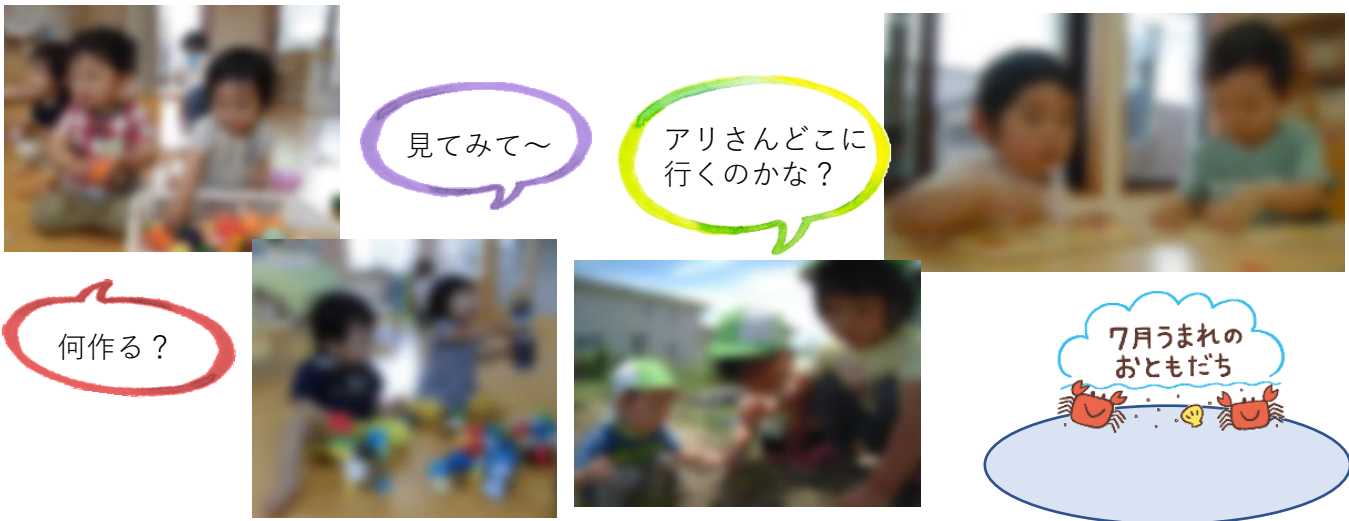 見てみて～
アリさんどこに
行くのかな？
何作る？
7月うまれの
おともだち